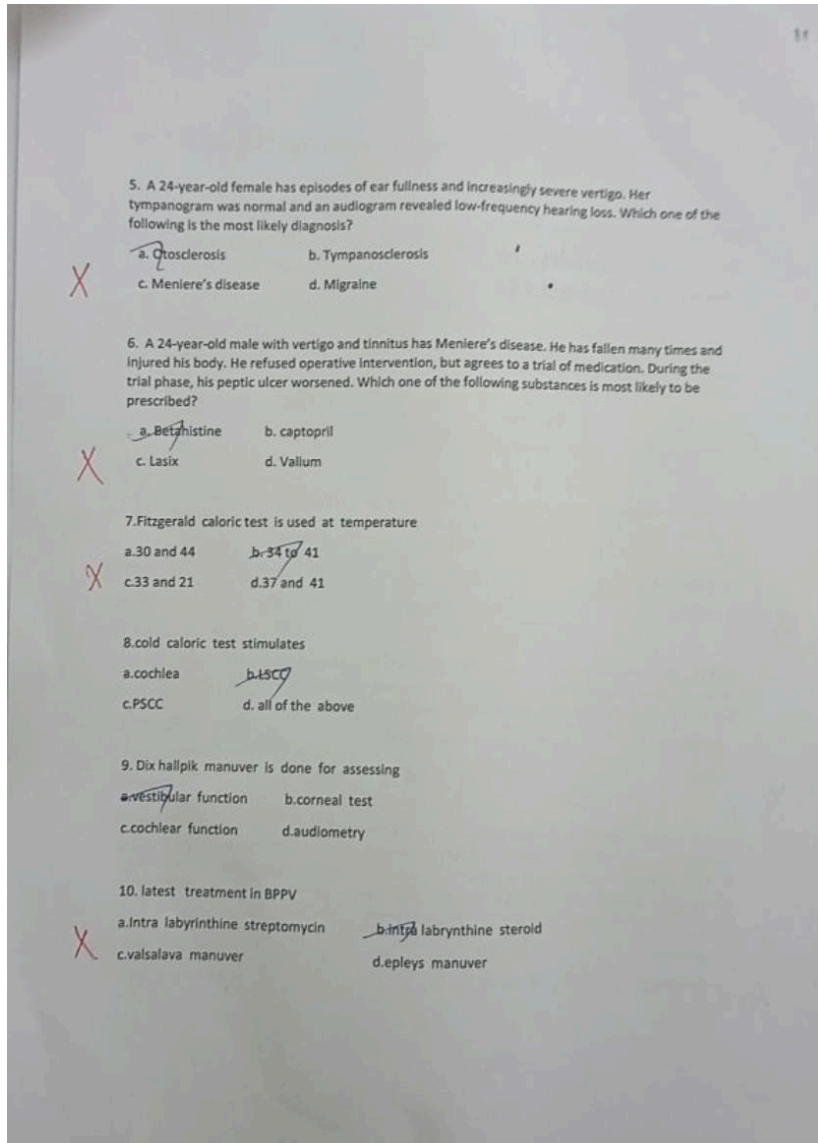 5. A 24-year-old female has episodes of ear fullness and increasingly severe vertigo. Her
tympanogram was normal and an audiogram revealed low-frequency hearing loss. Which one of the
following is the most likely diagnosis?
a. Otosclerosis b. Tympanosclerosis
c. Meniere's disease d. Migraine
6. A 24-year-old male with vertigo and tinnitus has Meniere's disease. He has fallen many times and
injured his body. He refused operative intervention, but agrees to a trial of medication. During the
trial phase, his peptic ulcer worsened. Which one of the following substances is most likely to be
prescribed?
a. Betahistine b. captopril
c. Lasix d. Valium
7.Fitzgerald caloric test is used at temperature
a.30 and 44 b.34 to 41
c.33 and 21 d.37 and 41
8.cold caloric test stimulates
a.cochlea b.LSCC
c.PSCC d. all of the above
9. Dix hallpik manuver is done for assessing
a.vestibular function b.corneal test
c.cochlear function d.audiometry
10. latest treatment in BPPV
a.Intra labyrinthine streptomycin b.intra labrynthine steroid
c.valsalava manuver d.epleys manuver